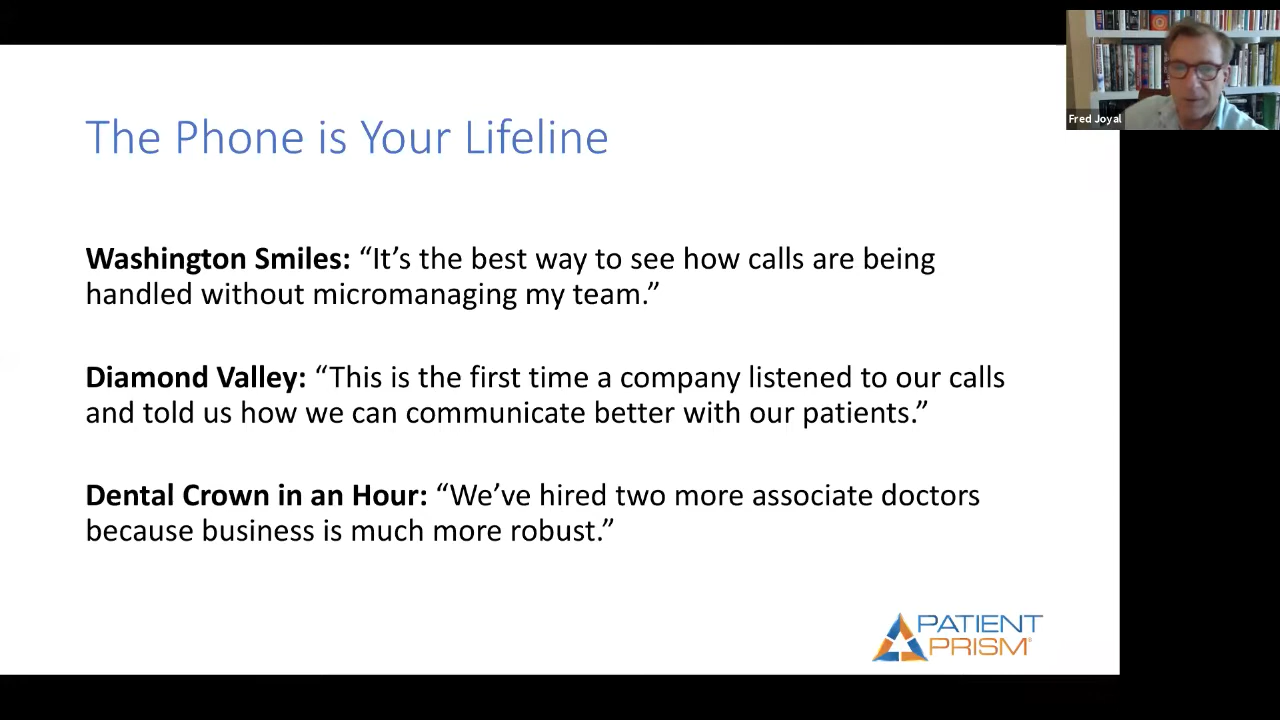 Fred Joyal
The Phone is Your Lifeline
Washington Smiles: “It’s the best way to see how calls are being
handled without micromanaging my team.”
Diamond Valley: “This is the first time a company listened to our calls
and told us how we can communicate better with our patients.”
Dental Crown in an Hour: “We’ve hired two more associate doctors
because business is much more robust.”
PATIENT
PRISM®